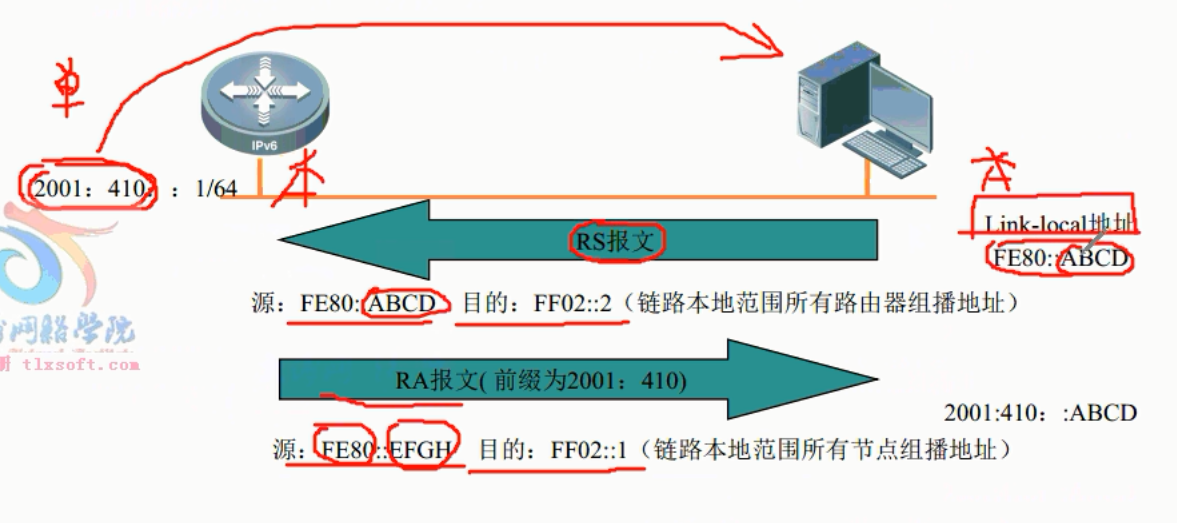 单
IPv6
本
2001：410：：1/64
Link-local地址
FE80::ABCD
RS报文
源：FE80::ABCD 目的：FF02::2（链路本地范围所有路由器组播地址）
网络学院
tlxsoft.com
RA报文( 前缀为2001：410)
2001:410：:ABCD
源：FE80::EFGH 目的：FF02::1（链路本地范围所有节点组播地址）